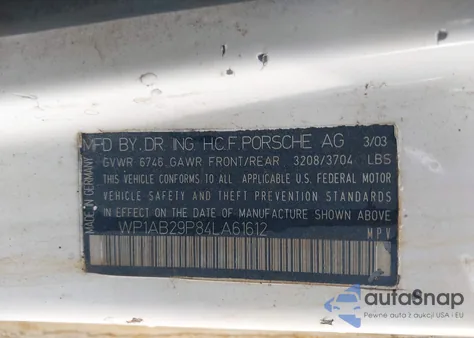 MFD BY. DR. ING. H.C.F. PORSCHE AG 3/03
GVWR 6746 GAWR FRONT/REAR 3208/3704 LBS
THIS VEHICLE CONFORMS TO ALL APPLICABLE U.S. FEDERAL MOTOR
VEHICLE SAFETY AND THEFT PREVENTION STANDARDS
IN EFFECT ON THE DATE OF MANUFACTURE SHOWN ABOVE
WP1AB29P84LA61612
MPV
MADE IN GERMANY
autaSnap
Pewne auta z aukcji USA i EU